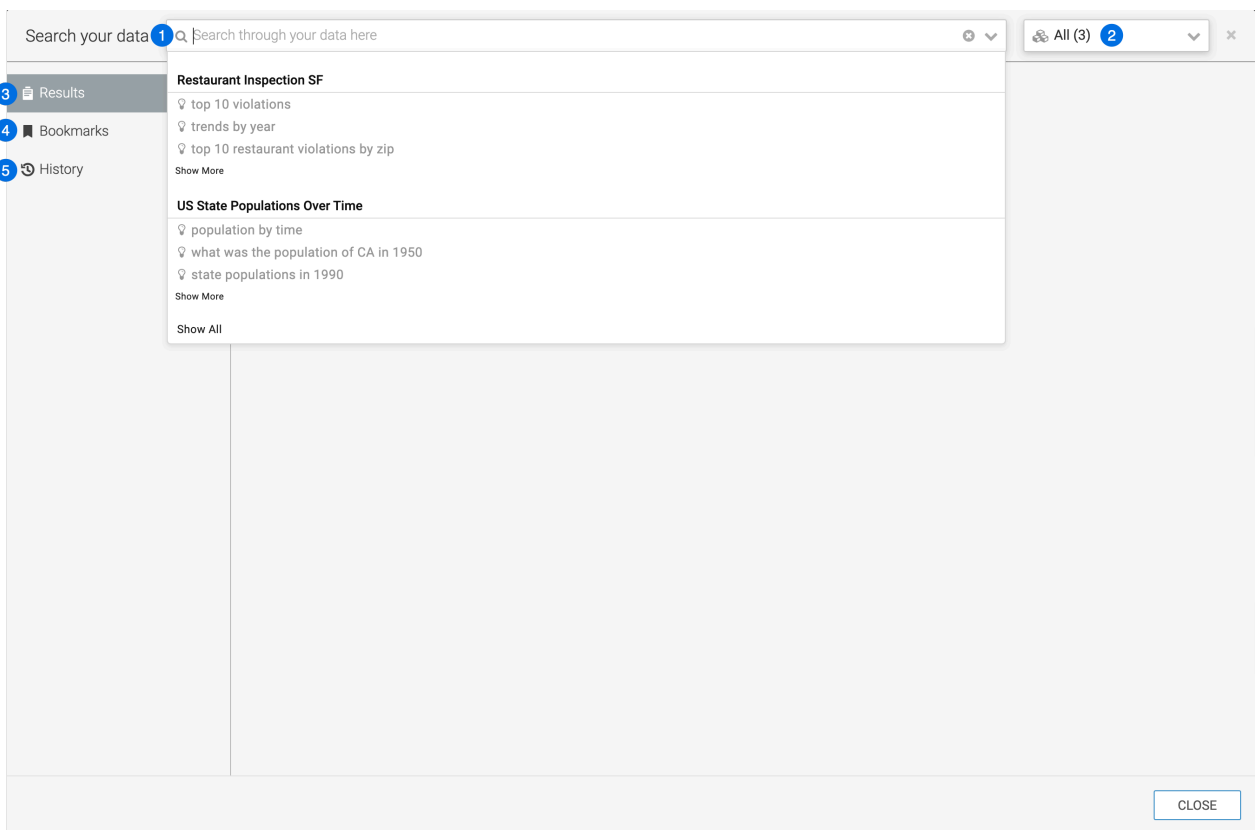 Search your data 1 Search through your data here All (3) 2
Restaurant Inspection SF
3 Results
top 10 violations
trends by year
4 Bookmarks
top 10 restaurant violations by zip
5 History
Show More
US State Populations Over Time
population by time
what was the population of CA in 1950
state populations in 1990
Show More
Show All
CLOSE